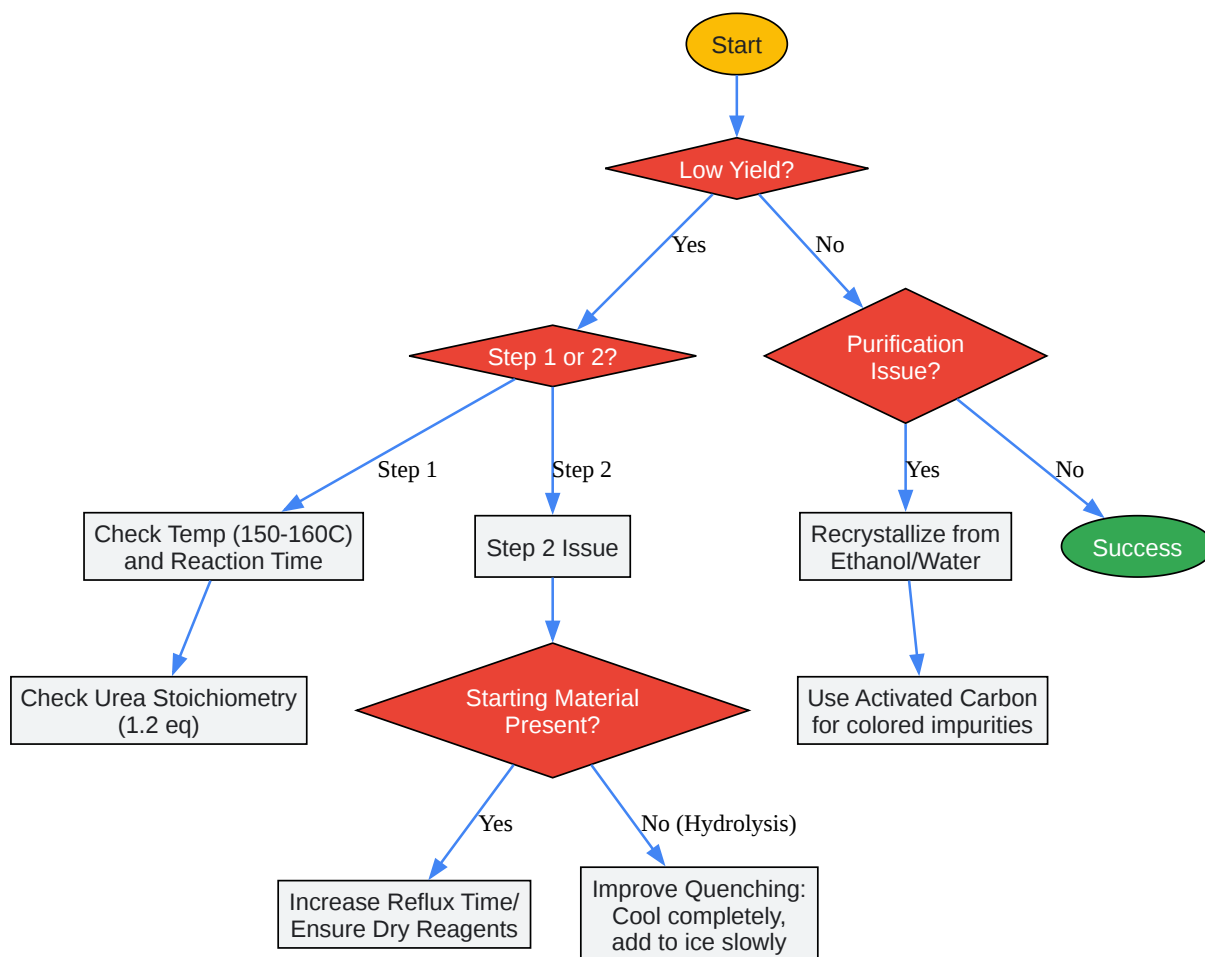 Start
Low Yield?
Yes
No
Step 1 or 2?
Purification
Issue?
Step 1
Step 2
Yes
No
Check Temp (150-160C)
and Reaction Time
Step 2 Issue
Recrystallize from
Ethanol/Water
Success
Check Urea Stoichiometry
(1.2 eq)
Starting Material
Present?
Use Activated Carbon
for colored impurities
Yes
No (Hydrolysis)
Increase Reflux Time/
Ensure Dry Reagents
Improve Quenching:
Cool completely,
add to ice slowly